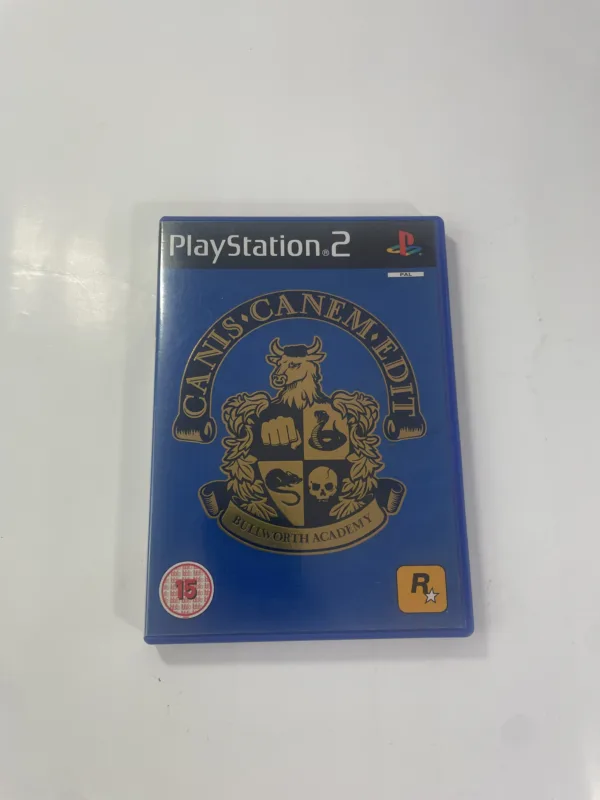 PlayStation®2
PAL
CANIS·CANEM·EDIT
BULLWORTH ACADEMY
15
R